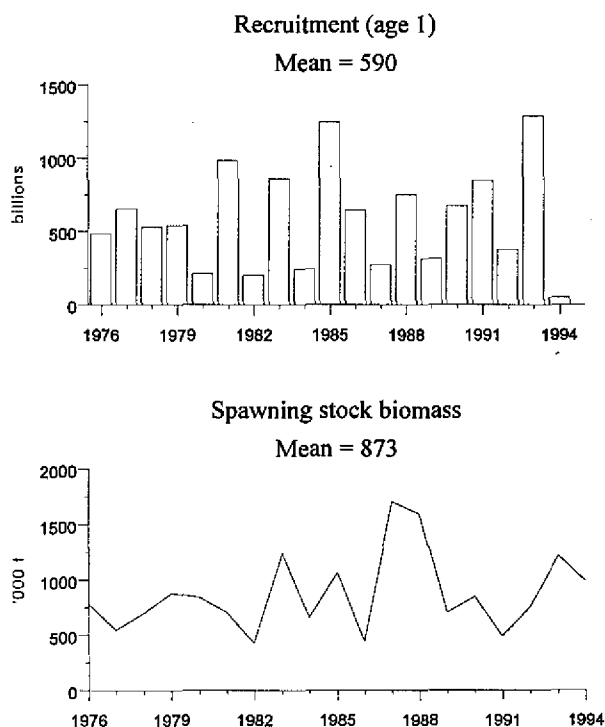 Recruitment (age 1)
Mean = 590
1500
1000
500
0
billions
1976 1979 1982 1985 1988 1991 1994
Spawning stock biomass
Mean = 873
2000
1500
1000
500
0
'000 t
1976 1979 1982 1985 1988 1991 1994